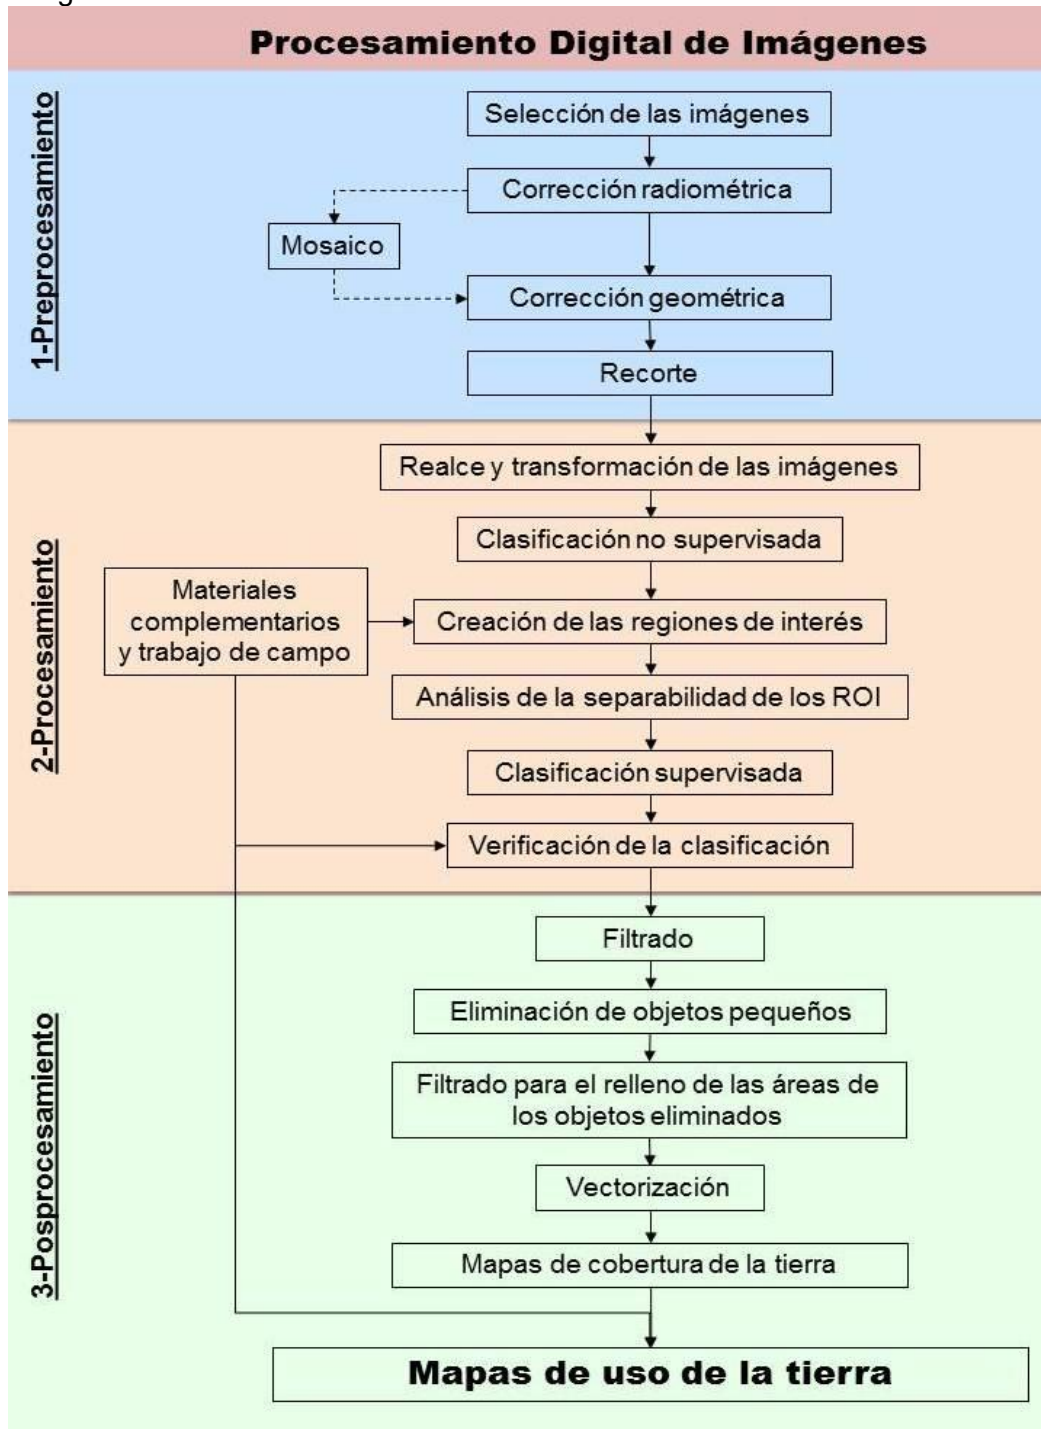 Procesamiento Digital de Imágenes
1-Preprocesamiento
Selección de las imágenes
Corrección radiométrica
Mosaico
Corrección geométrica
Recorte
2-Procesamiento
Realce y transformación de las imágenes
Clasificación no supervisada
Materiales
complementarios
y trabajo de campo
Creación de las regiones de interés
Análisis de la separabilidad de los ROI
Clasificación supervisada
Verificación de la clasificación
3-Posprocesamiento
Filtrado
Eliminación de objetos pequeños
Filtrado para el relleno de las áreas de
los objetos eliminados
Vectorización
Mapas de cobertura de la tierra
Mapas de uso de la tierra